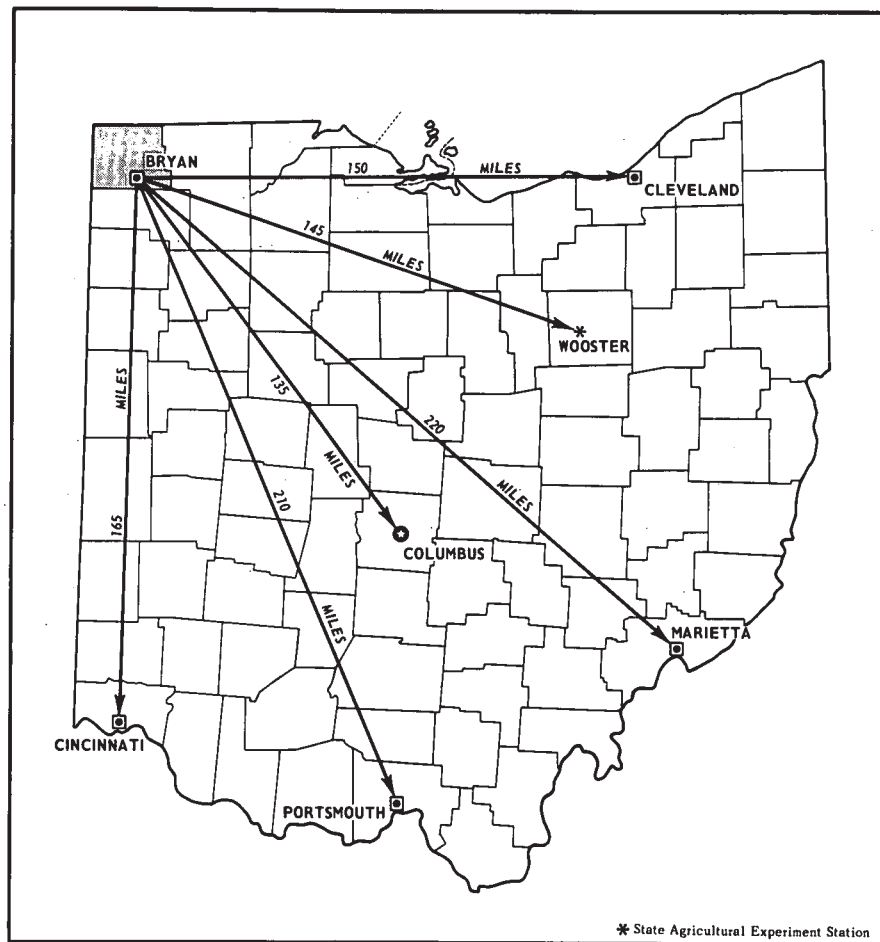 BRYAN
150 MILES
CLEVELAND
145 MILES
WOOSTER
MILES 165
135 MILES
220 MILES
210 MILES
COLUMBUS
MARIETTA
CINCINNATI
PORTSMOUTH
* State Agricultural Experiment Station